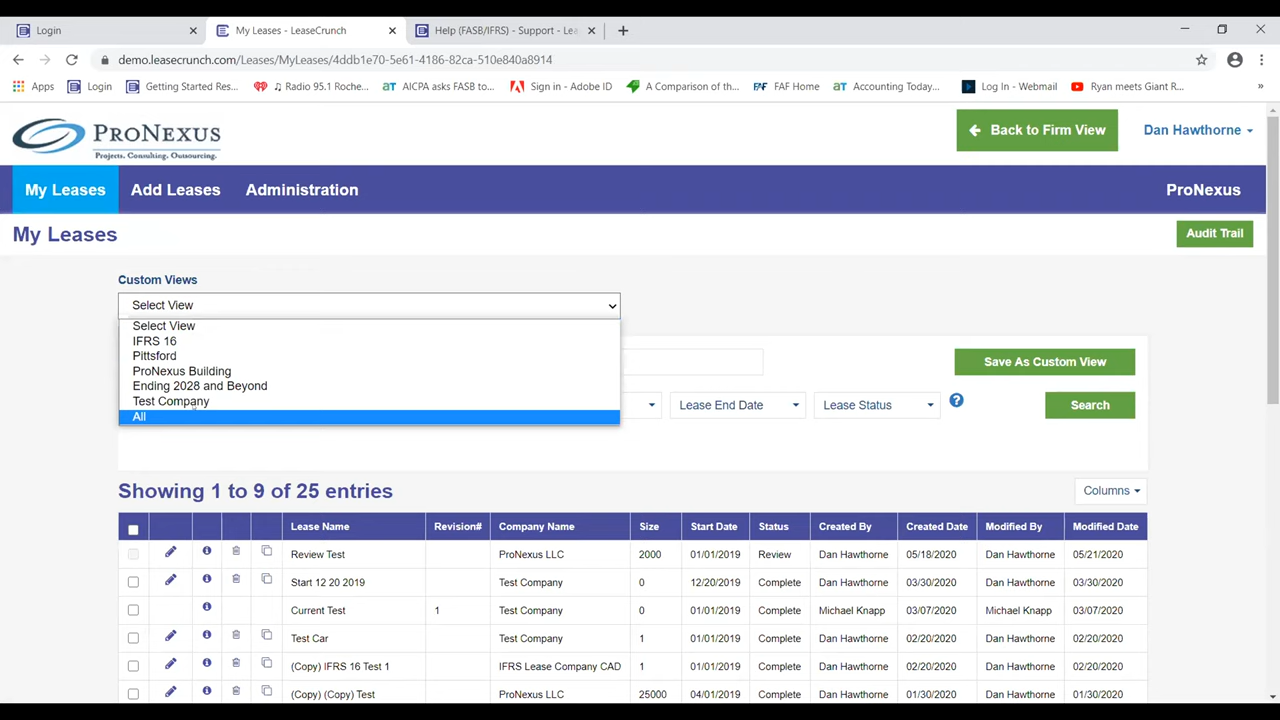 Login
My Leases - LeaseCrunch
Help (FASB/IFRS) - Support - Lea
demo.leasecrunch.com/Leases/MyLeases/4ddb1e70-5e61-4186-82ca-510e840a8914
Apps
Login
Getting Started Res...
Radio 95.1 Roche...
AICPA asks FASB to...
Sign in - Adobe ID
A Comparison of th...
FAF Home
Accounting Today...
Log In - Webmail
Ryan meets Giant R...
»
PRONEXUS
Projects. Consulting. Outsourcing.
Back to Firm View
Dan Hawthorne
My Leases
Add Leases
Administration
ProNexus
My Leases
Audit Trail
Custom Views
Select View
Select View
IFRS 16
Pittsford
ProNexus Building
Ending 2028 and Beyond
Test Company
All
Save As Custom View
Lease End Date
Lease Status
?
Search
Showing 1 to 9 of 25 entries
Columns
Lease Name Revision# Company Name Size Start Date Status Created By Created Date Modified By Modified Date
Review Test ProNexus LLC 2000 01/01/2019 Review Dan Hawthorne 05/18/2020 Dan Hawthorne 05/21/2020
Start 12 20 2019 Test Company 0 12/20/2019 Complete Dan Hawthorne 03/30/2020 Dan Hawthorne 03/30/2020
Current Test 1 Test Company 0 01/01/2019 Complete Michael Knapp 03/07/2020 Michael Knapp 03/07/2020
Test Car Test Company 1 01/01/2019 Complete Dan Hawthorne 02/20/2020 Dan Hawthorne 02/20/2020
(Copy) IFRS 16 Test 1 IFRS Lease Company CAD 1 01/01/2019 Complete Dan Hawthorne 02/20/2020 Dan Hawthorne 02/20/2020
(Copy) (Copy) Test ProNexus LLC 25000 04/01/2019 Complete Dan Hawthorne 01/30/2020 Dan Hawthorne 01/30/2020